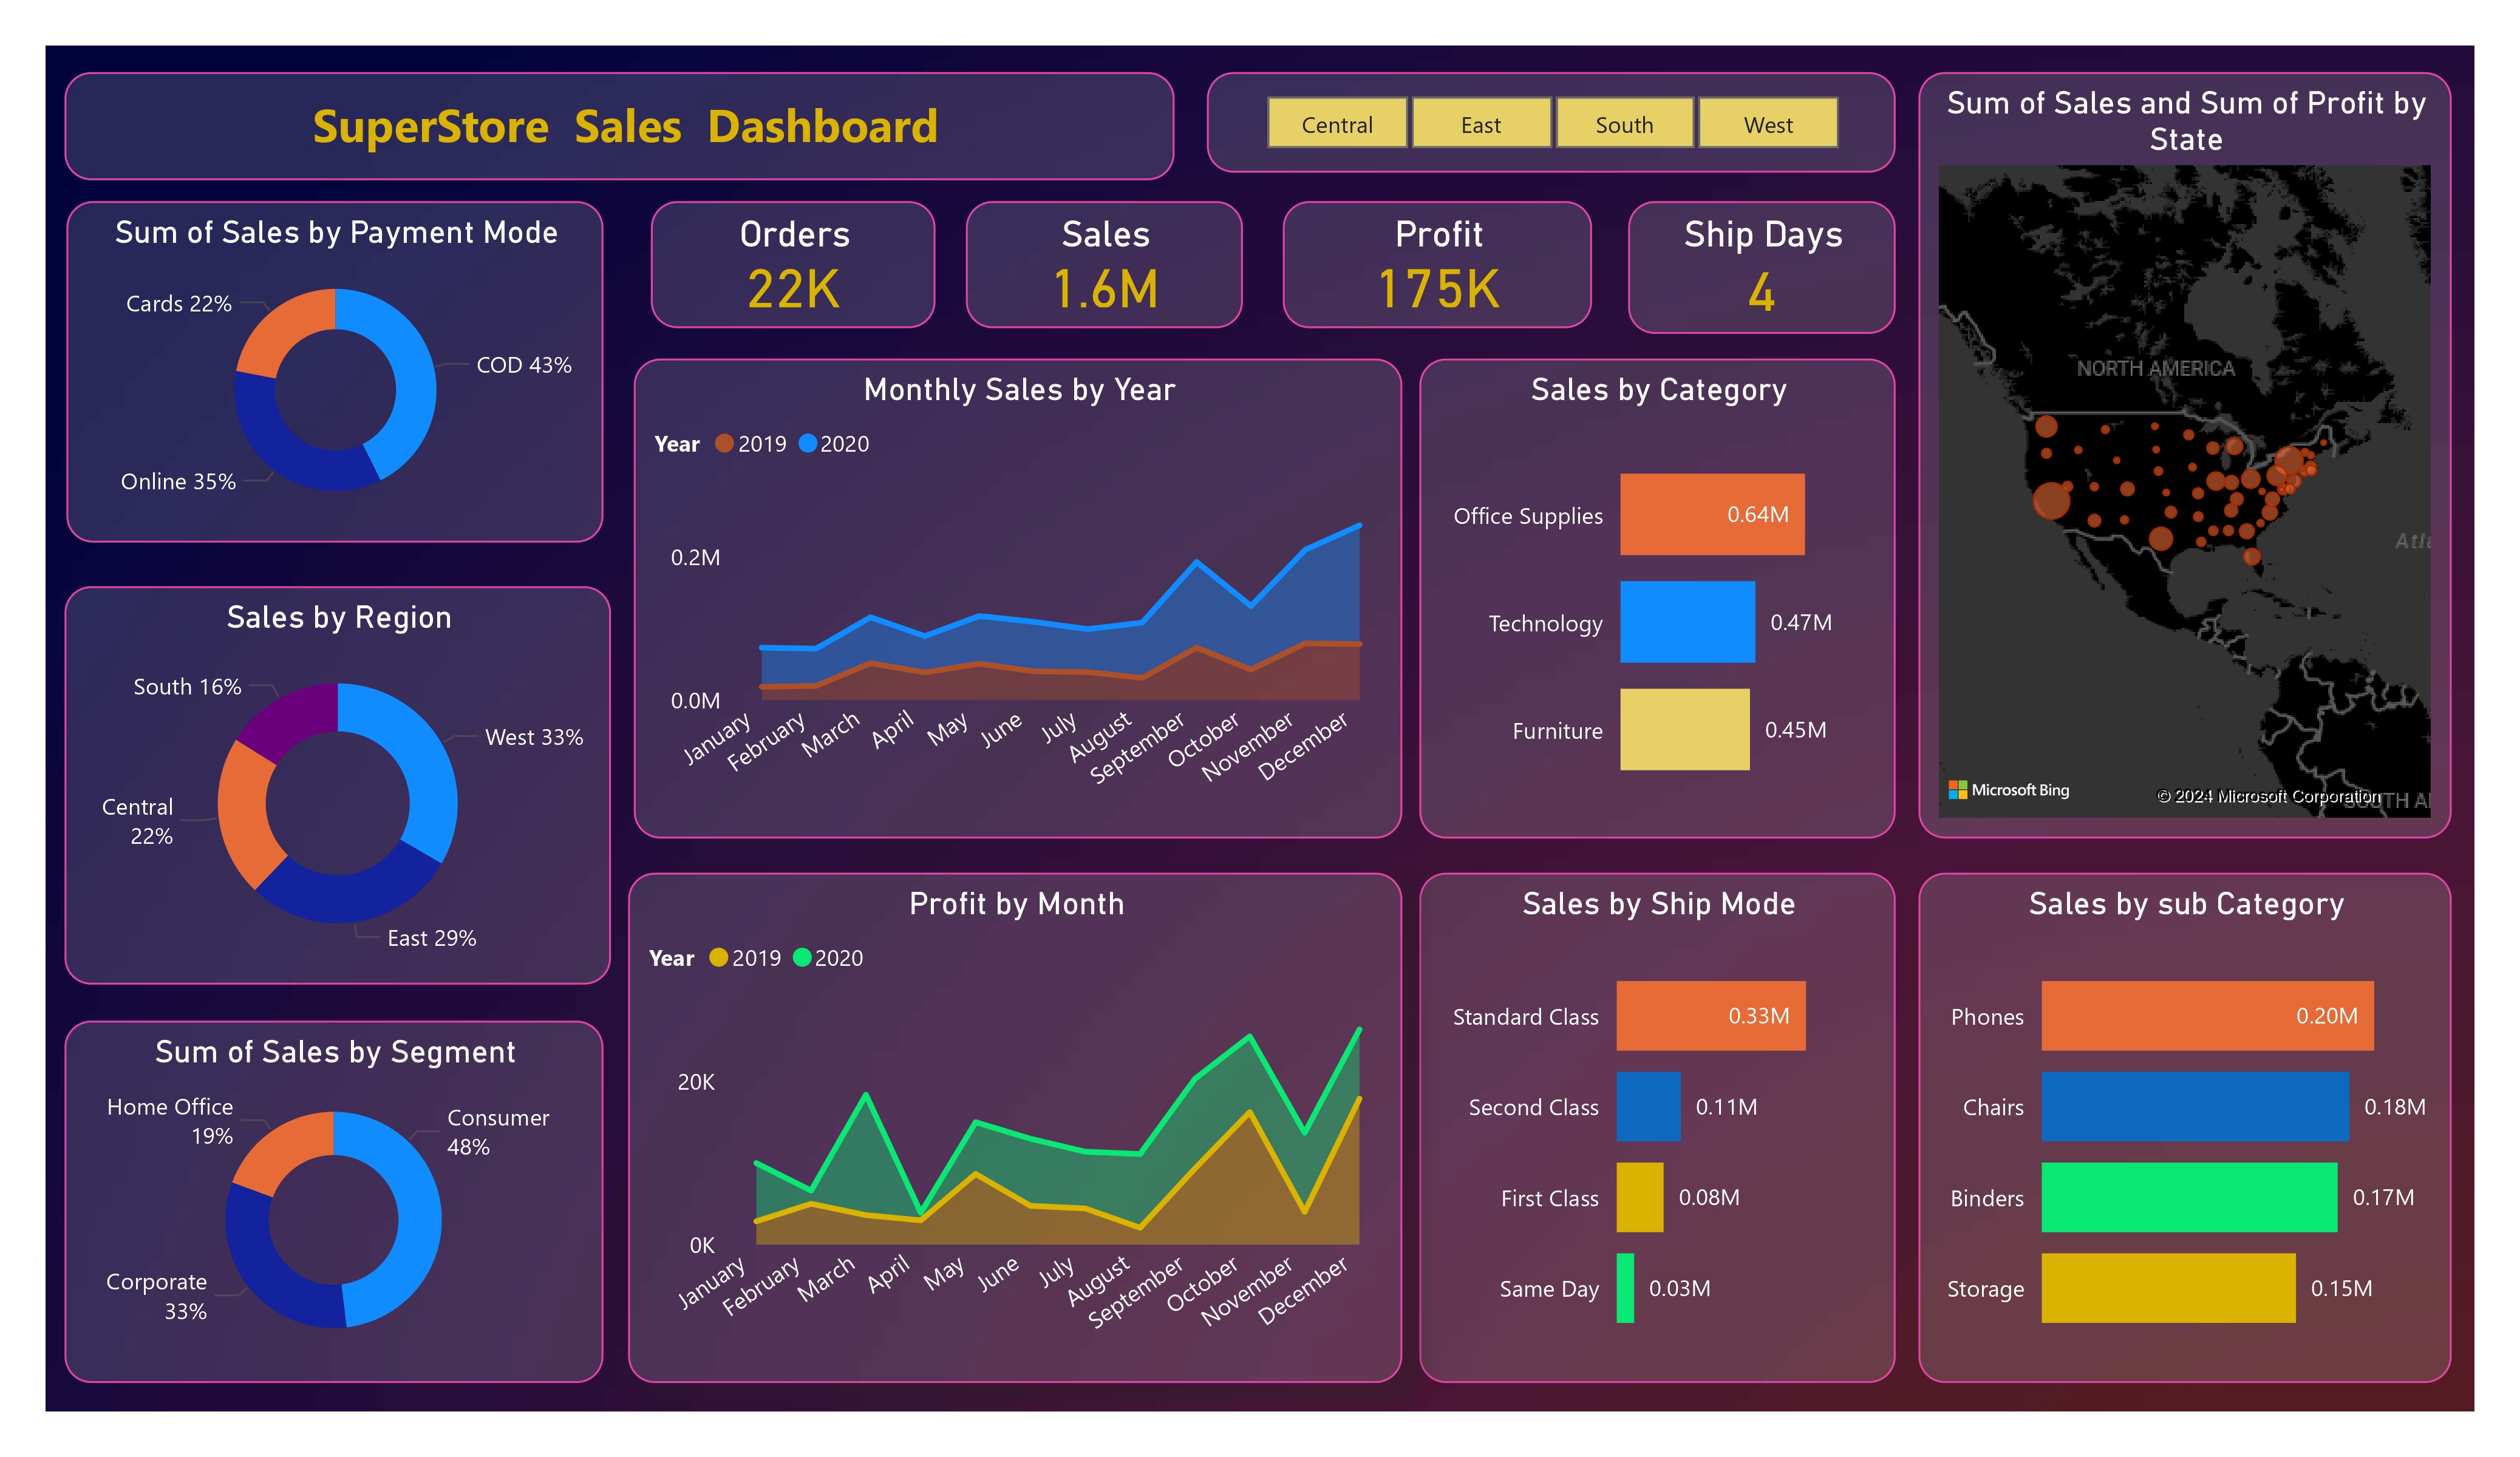 SuperStore Sales Dashboard
Central
East
South
West
Sum of Sales and Sum of Profit by
State
NORTH AMERICA
Microsoft Bing
© 2024 Microsoft Corporation
Sum of Sales by Payment Mode
Cards 22%
COD 43%
Online 35%
Orders
22K
Sales
1.6M
Profit
175K
Ship Days
4
Monthly Sales by Year
Year 2019 2020
0.2M
0.0M
January
February
March
April
May
June
July
August
September
October
November
December
Sales by Category
Office Supplies 0.64M
Technology 0.47M
Furniture 0.45M
Sales by Region
South 16%
West 33%
Central
22%
East 29%
Sum of Sales by Segment
Home Office
19%
Consumer
48%
Corporate
33%
Profit by Month
Year 2019 2020
20K
0K
January
February
March
April
May
June
July
August
September
October
November
December
Sales by Ship Mode
Standard Class 0.33M
Second Class 0.11M
First Class 0.08M
Same Day 0.03M
Sales by sub Category
Phones 0.20M
Chairs 0.18M
Binders 0.17M
Storage 0.15M